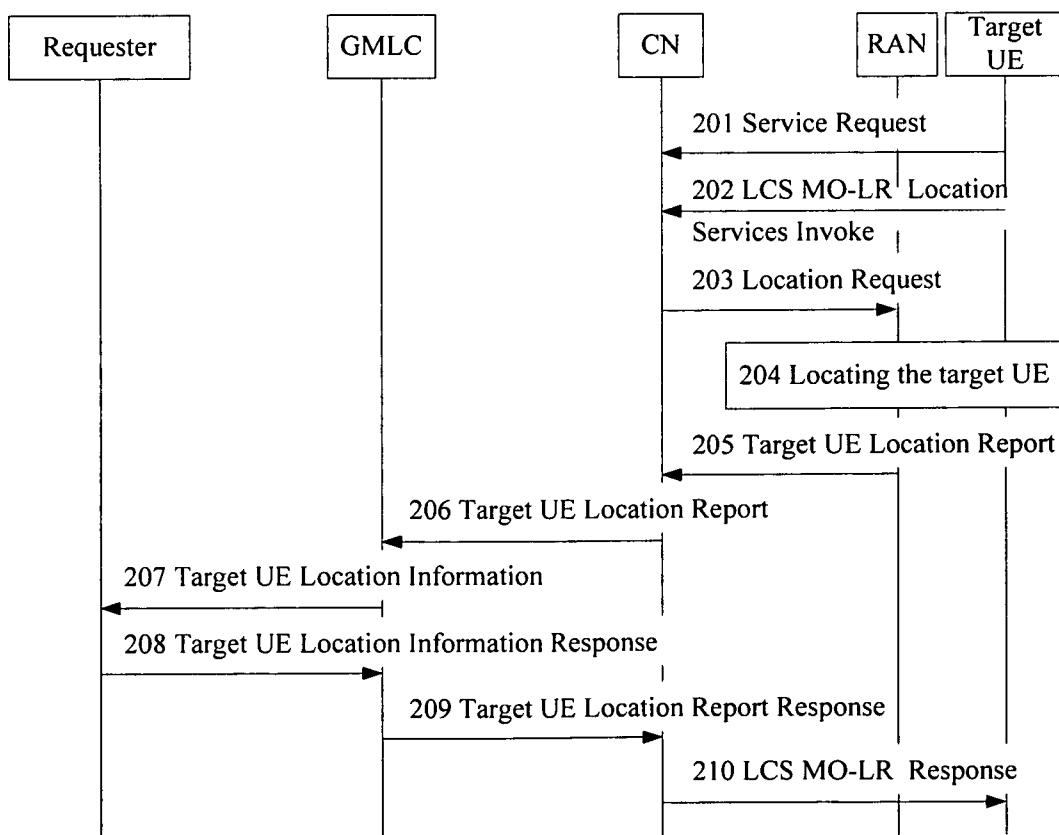 Requester
GMLC
CN
RAN
Target
UE
201 Service Request
202 LCS MO-LR Location
Services Invoke
203 Location Request
204 Locating the target UE
205 Target UE Location Report
206 Target UE Location Report
207 Target UE Location Information
208 Target UE Location Information Response
209 Target UE Location Report Response
210 LCS MO-LR Response